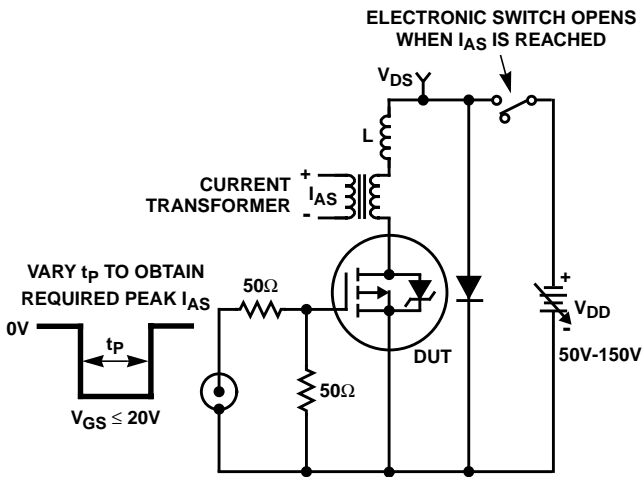 ELECTRONIC SWITCH OPENS
WHEN IAS IS REACHED
VDS
L
+
CURRENT
TRANSFORMER
IAS
-
VARY tP TO OBTAIN
REQUIRED PEAK IAS
50Ω
0V
tP
VGS ≤ 20V
50Ω
DUT
+
VDD
-
50V-150V